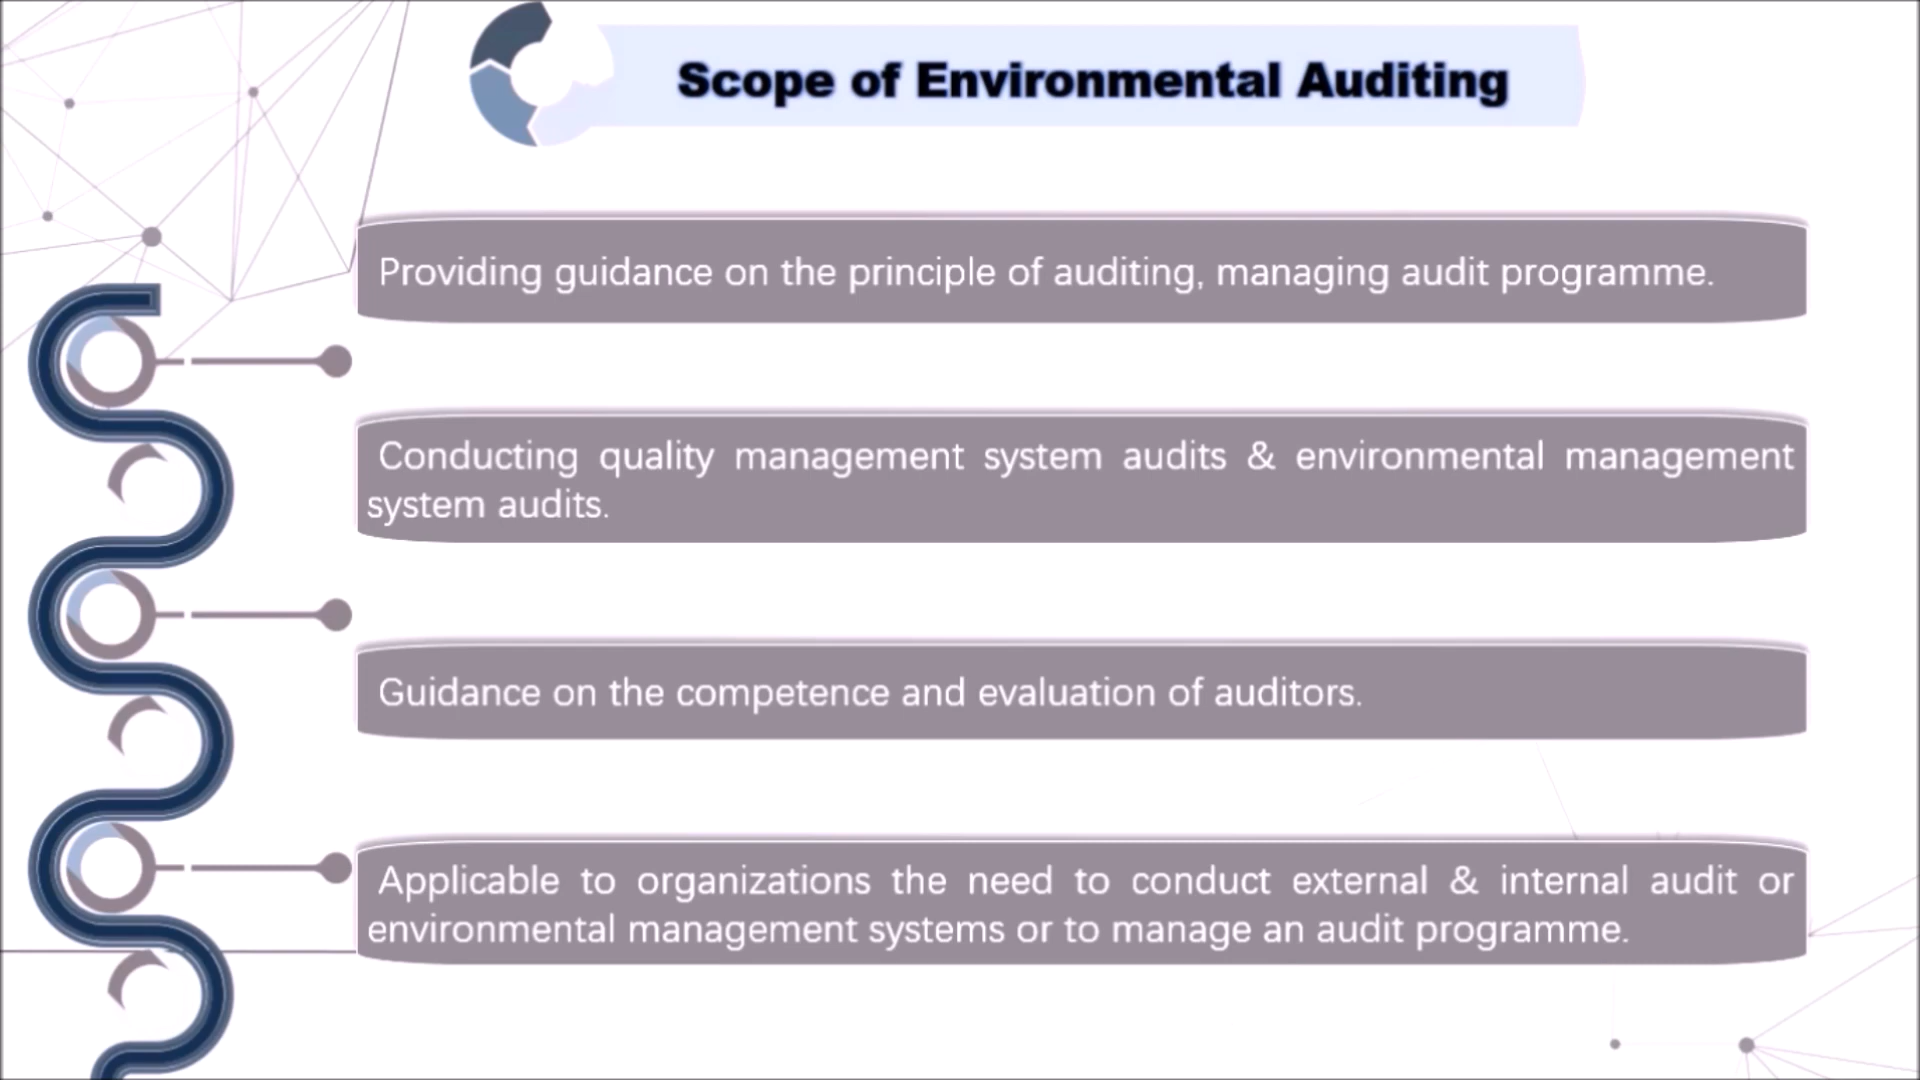 Scope of Environmental Auditing
Providing guidance on the principle of auditing, managing audit programme.
Conducting quality management system audits & environmental management
system audits.
Guidance on the competence and evaluation of auditors.
Applicable to organizations the need to conduct external & internal audit or
environmental management systems or to manage an audit programme.